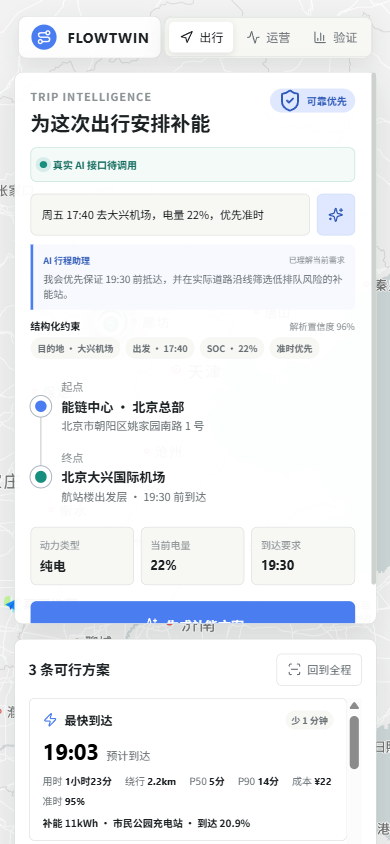 FLOWTWIN
出行
运营
验证
TRIP INTELLIGENCE
可靠优先
为这次出行安排补能
真实 AI 接口待调用
周五 17:40 去大兴机场，电量 22%，优先准时
AI 行程助理
已理解当前需求
我会优先保证 19:30 前抵达，并在实际道路沿线筛选低排队风险的补
能站。
结构化约束
解析置信度 96%
目的地 · 大兴机场
出发 · 17:40
SOC · 22%
准时优先
天津
起点
能链中心 · 北京总部
北京市朝阳区姚家园南路 1 号
终点
北京大兴国际机场
航站楼出发层 · 19:30 前到达
动力类型
纯电
当前电量
22%
到达要求
19:30
济南
聊城
3 条可行方案
回到全程
最快到达
少 1 分钟
19:03 预计到达
用时 1小时23分 绕行 2.2km P50 5分 P90 14分 成本 ¥22
准时 95%
补能 11kWh · 市民公园充电站 · 到达 20.9%
秦
港